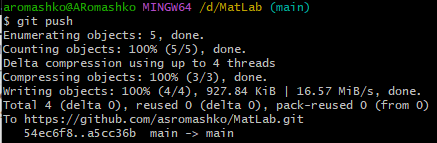 aromashko@ARomashko MINGW64 /d/MatLab (main)
$ git push
Enumerating objects: 5, done.
Counting objects: 100% (5/5), done.
Delta compression using up to 4 threads
Compressing objects: 100% (3/3), done.
Writing objects: 100% (4/4), 927.84 KiB | 16.57 MiB/s, done.
Total 4 (delta 0), reused 0 (delta 0), pack-reused 0 (from 0)
To https://github.com/asromashko/MatLab.git
   54ec6f8..a5cc36b  main -> main